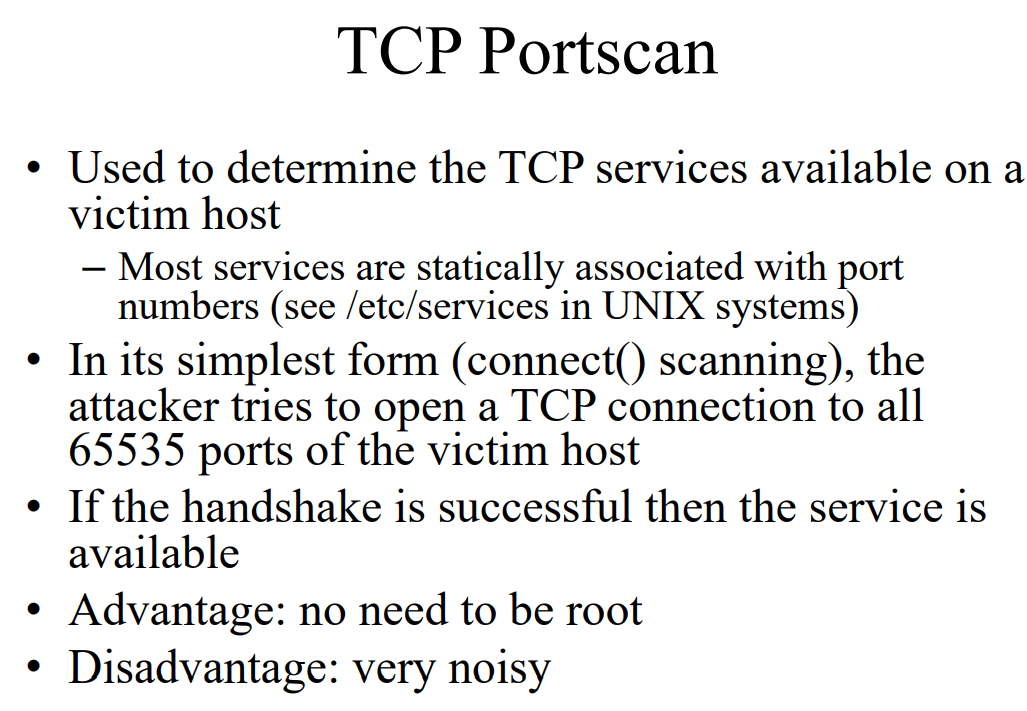 TCP Portscan
• Used to determine the TCP services available on a
victim host
– Most services are statically associated with port
numbers (see /etc/services in UNIX systems)
• In its simplest form (connect() scanning), the
attacker tries to open a TCP connection to all
65535 ports of the victim host
• If the handshake is successful then the service is
available
• Advantage: no need to be root
• Disadvantage: very noisy